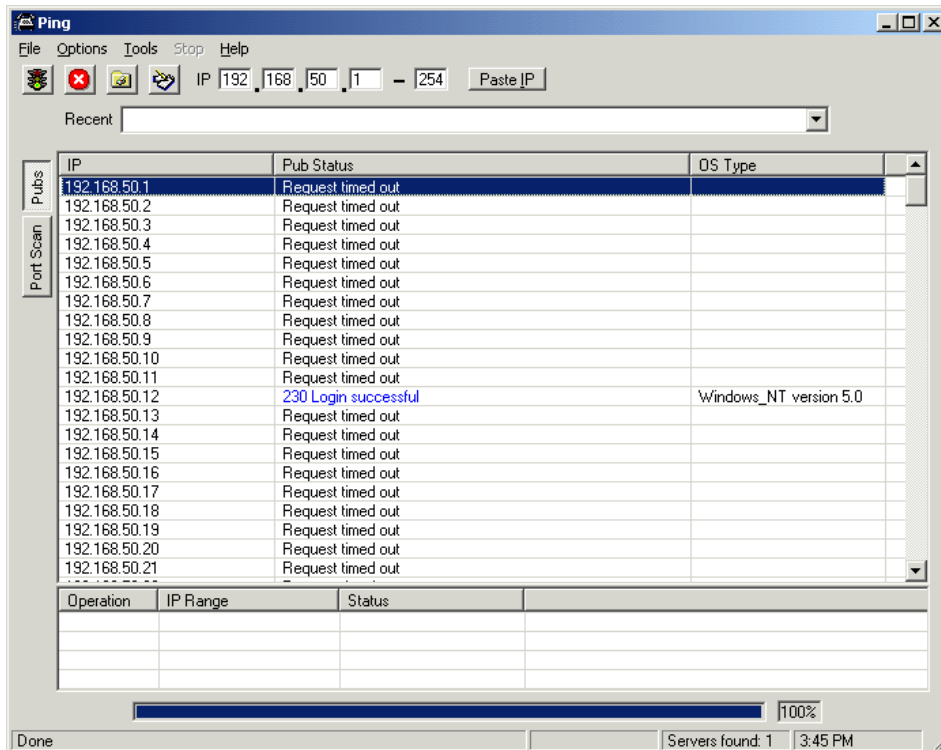 Ping
File Options Tools Stop Help
IP 192 . 168 . 50 . 1 – 254 Paste IP
Recent
Pubs
Port Scan
IP Pub Status OS Type
192.168.50.1 Request timed out
192.168.50.2 Request timed out
192.168.50.3 Request timed out
192.168.50.4 Request timed out
192.168.50.5 Request timed out
192.168.50.6 Request timed out
192.168.50.7 Request timed out
192.168.50.8 Request timed out
192.168.50.9 Request timed out
192.168.50.10 Request timed out
192.168.50.11 Request timed out
192.168.50.12 230 Login successful Windows_NT version 5.0
192.168.50.13 Request timed out
192.168.50.14 Request timed out
192.168.50.15 Request timed out
192.168.50.16 Request timed out
192.168.50.17 Request timed out
192.168.50.18 Request timed out
192.168.50.19 Request timed out
192.168.50.20 Request timed out
192.168.50.21 Request timed out
Operation IP Range Status
100%
Done Servers found: 1 3:45 PM